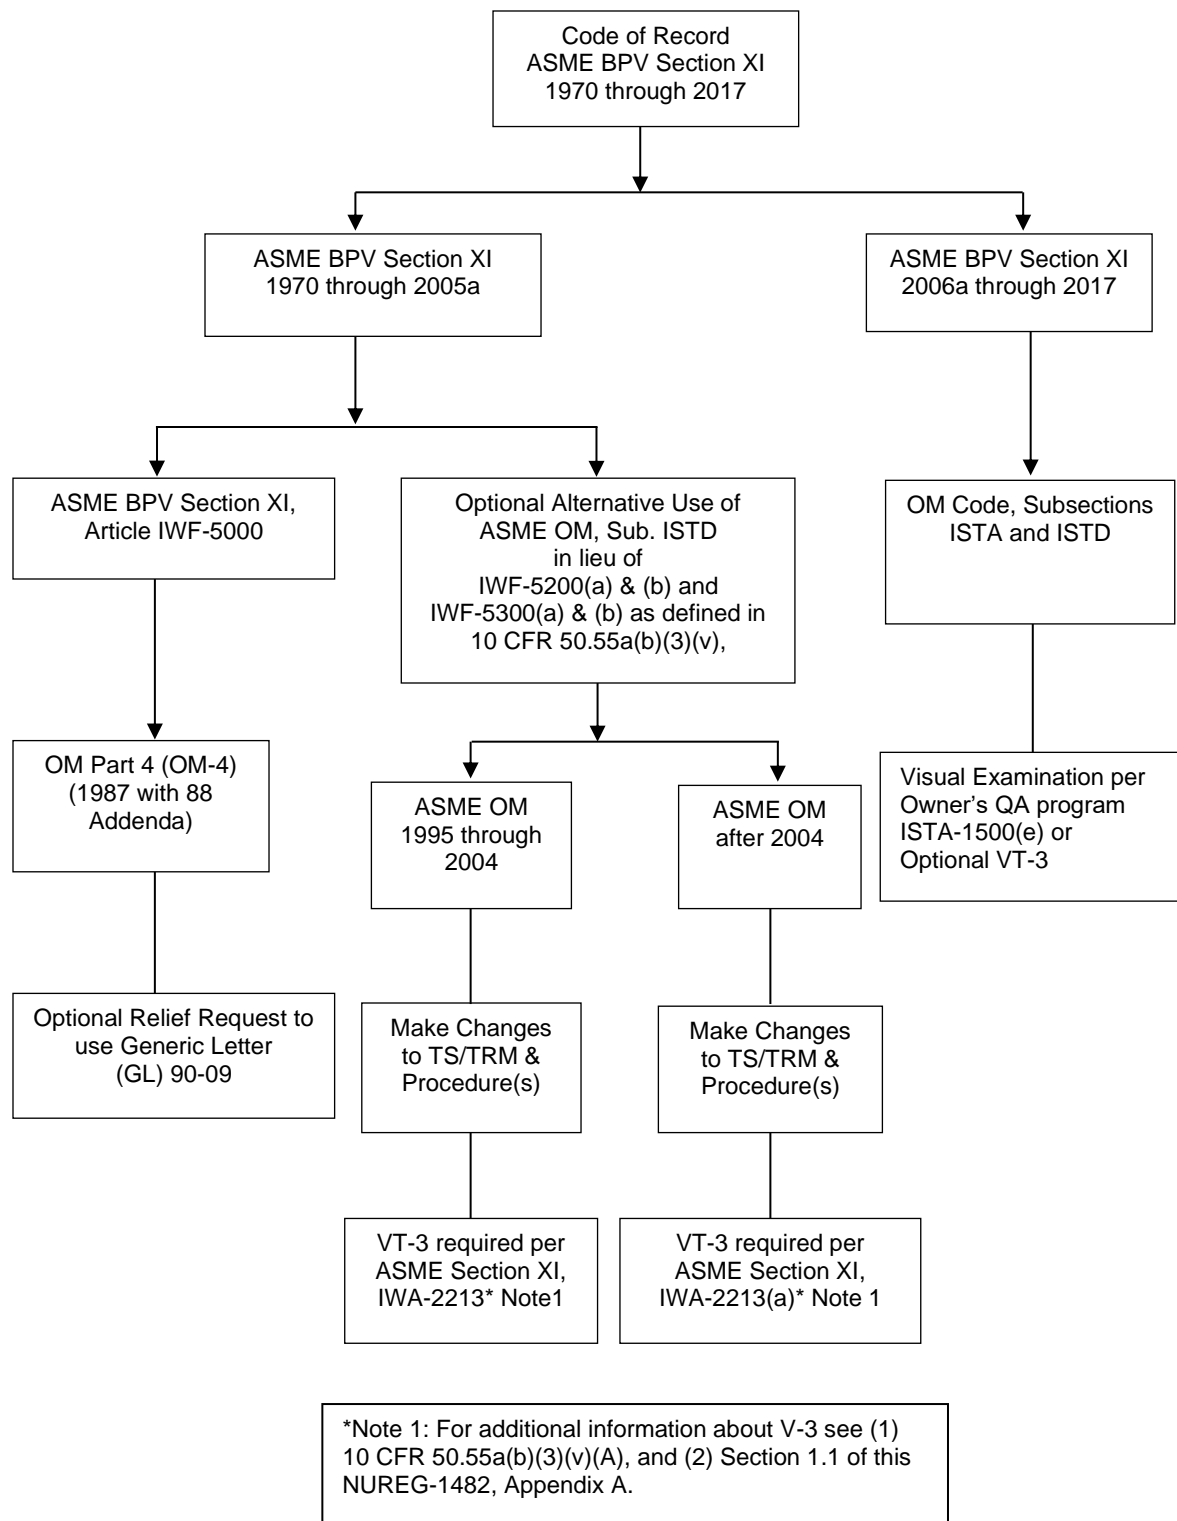 Code of Record
ASME BPV Section XI
1970 through 2017
ASME BPV Section XI
1970 through 2005a
ASME BPV Section XI
2006a through 2017
ASME BPV Section XI,
Article IWF-5000
Optional Alternative Use of
ASME OM, Sub. ISTD
in lieu of
IWF-5200(a) & (b) and
IWF-5300(a) & (b) as defined in
10 CFR 50.55a(b)(3)(v),
OM Code, Subsections
ISTA and ISTD
OM Part 4 (OM-4)
(1987 with 88
Addenda)
ASME OM
1995 through
2004
ASME OM
after 2004
Visual Examination per
Owner’s QA program
ISTA-1500(e) or
Optional VT-3
Optional Relief Request to
use Generic Letter
(GL) 90-09
Make Changes
to TS/TRM &
Procedure(s)
Make Changes
to TS/TRM &
Procedure(s)
VT-3 required per
ASME Section XI,
IWA-2213* Note1
VT-3 required per
ASME Section XI,
IWA-2213(a)* Note 1
*Note 1: For additional information about V-3 see (1)
10 CFR 50.55a(b)(3)(v)(A), and (2) Section 1.1 of this
NUREG-1482, Appendix A.